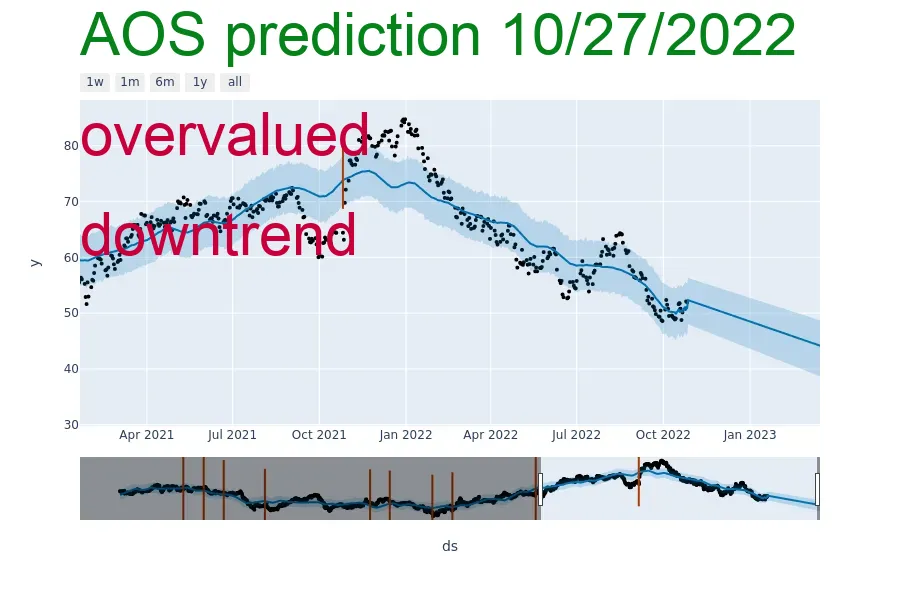 AOS prediction 10/27/2022
1w 1m 6m 1y all
overvalued
downtrend
80
70
60
50
40
30
y
Apr 2021 Jul 2021 Oct 2021 Jan 2022 Apr 2022 Jul 2022 Oct 2022 Jan 2023
ds